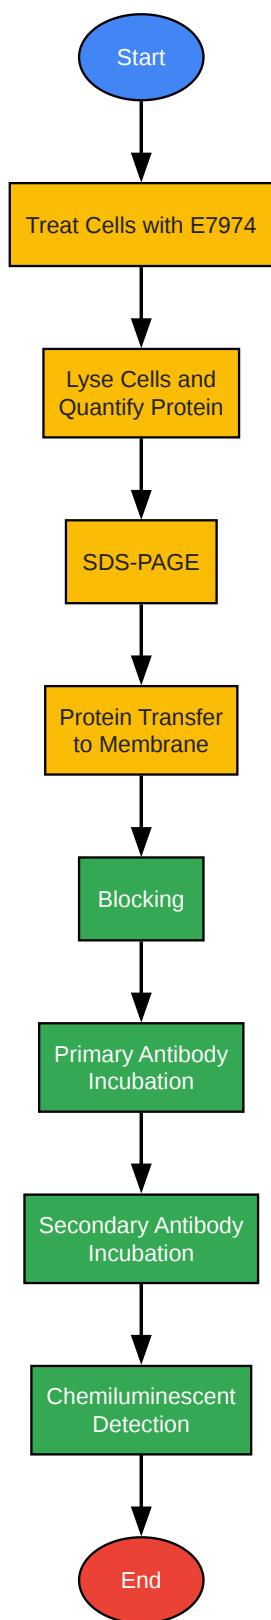 Start
Treat Cells with E7974
Lyse Cells and
Quantify Protein
SDS-PAGE
Protein Transfer
to Membrane
Blocking
Primary Antibody
Incubation
Secondary Antibody
Incubation
Chemiluminescent
Detection
End